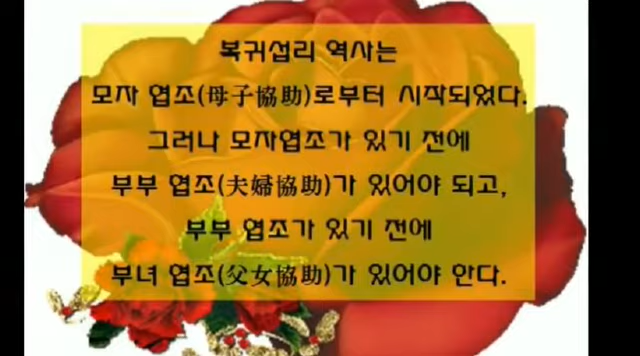 복귀섭리 역사는
모자 협조(母子協助)로부터 시작되었다.
그러나 모자협조가 있기 전에
부부 협조(夫婦協助)가 있어야 되고,
부부 협조가 있기 전에
부녀 협조(父女協助)가 있어야 한다.